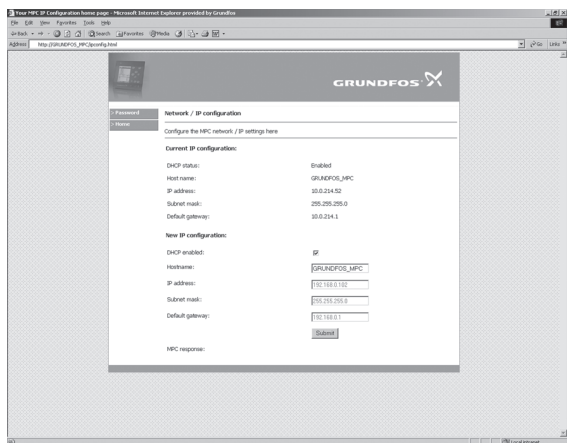 Your MPC IP Configuration home page - Microsoft Internet Explorer provided by Grundfos
File Edit View Favorites Tools Help
Back Search Favorites Media
Address http://GRUNDFOS_MPC/ipconfig.html Go Links »
GRUNDFOS
> Password
> Home
Network / IP configuration
Configure the MPC network / IP settings here
Current IP configuration:
DHCP status: Enabled
Host name: GRUNDFOS_MPC
IP address: 10.0.214.52
Subnet mask: 255.255.255.0
Default gateway: 10.0.214.1
New IP configuration:
DHCP enabled:
Hostname: GRUNDFOS_MPC
IP address: 192.168.0.102
Subnet mask: 255.255.255.0
Default gateway: 192.168.0.1
Submit
MPC response:
Local intranet